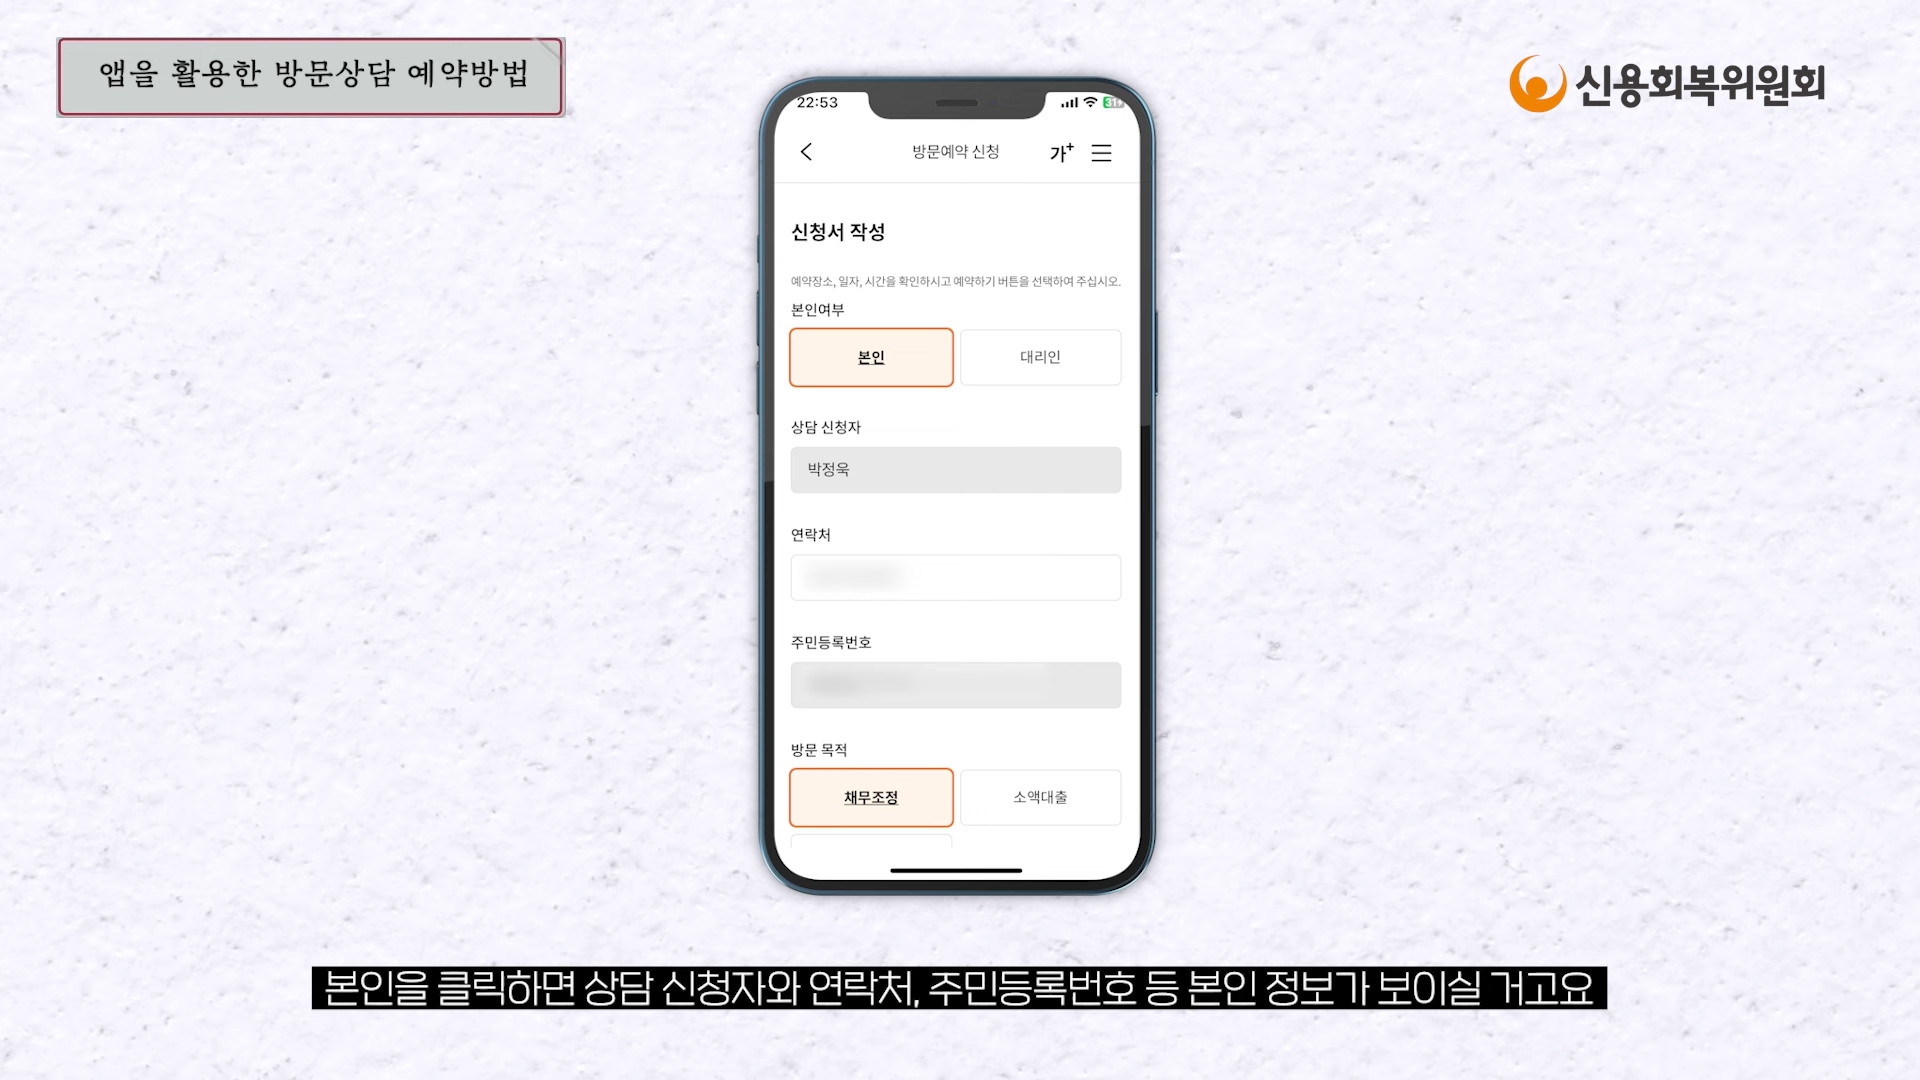 앱을 활용한 방문상담 예약방법
신용회복위원회
22:53
31
방문예약 신청
가+
신청서 작성
예약장소, 일자, 시간을 확인하시고 예약하기 버튼을 선택하여 주십시오.
본인여부
본인
대리인
상담 신청자
박정욱
연락처
주민등록번호
방문 목적
채무조정
소액대출
본인을 클릭하면 상담 신청자와 연락처, 주민등록번호 등 본인 정보가 보이실 거고요